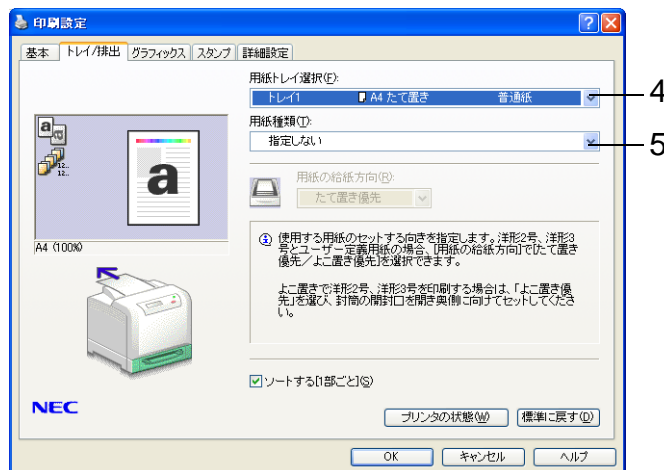 印刷設定
基本 トレイ/排出 グラフィックス スタンプ 詳細設定
用紙トレイ選択(F):
トレイ1 A4 たて置き 普通紙
4
用紙種類(T):
指定しない
5
用紙の給紙方向(R):
たて置き優先
a
12..
12..
a
A4 (100%)
使用する用紙のセットする向きを指定します。洋形2号、洋形3
号とユーザー定義用紙の場合、[用紙の給紙方向]で[たて置き
優先／よこ置き優先]を選択できます。
よこ置きで洋形2号、洋形3号を印刷する場合は、「よこ置き優
先」を選び、封筒の開封口を開き奥側に向けてセットしてくださ
い。
ソートする[1部ごと](S)
NEC
プリンタの状態(W) 標準に戻す(D)
OK キャンセル ヘルプ